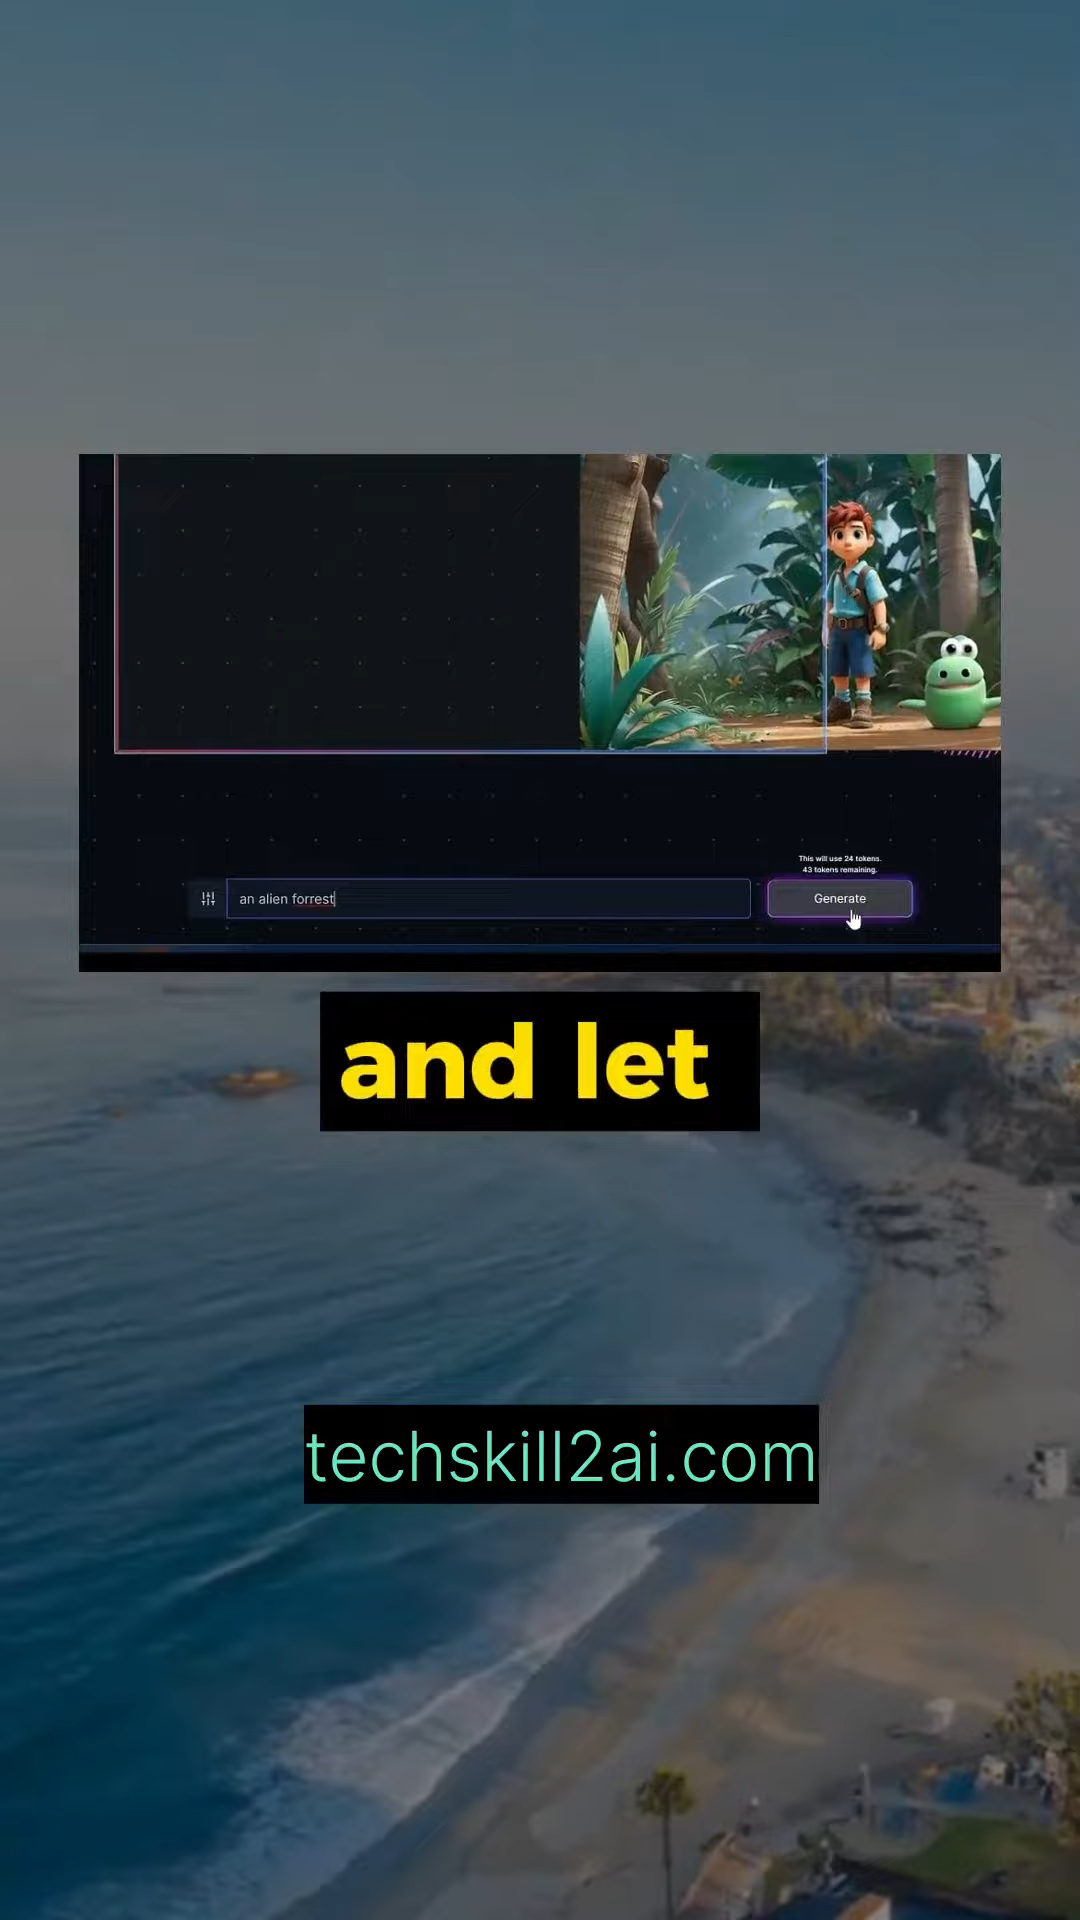 This will use 24 tokens.
43 tokens remaining.
an alien forrest
Generate
and let
techskill2ai.com